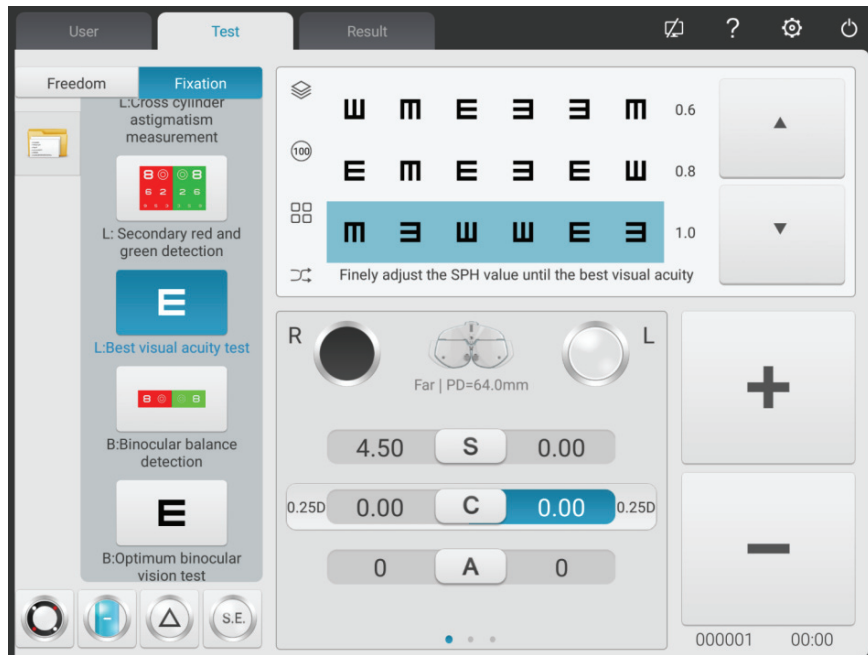 User
Test
Result
?
Freedom
Fixation
L:Cross cylinder
astigmatism
measurement
8 8
6 2 2 6
L: Secondary red and
green detection
E
L:Best visual acuity test
8 8
B:Binocular balance
detection
E
B:Optimum binocular
vision test
S.E.
100
0.6
0.8
1.0
Finely adjust the SPH value until the best visual acuity
R
L
Far | PD=64.0mm
4.50 S 0.00
0.25D 0.00 C 0.00 0.25D
0 A 0
+
−
000001 00:00